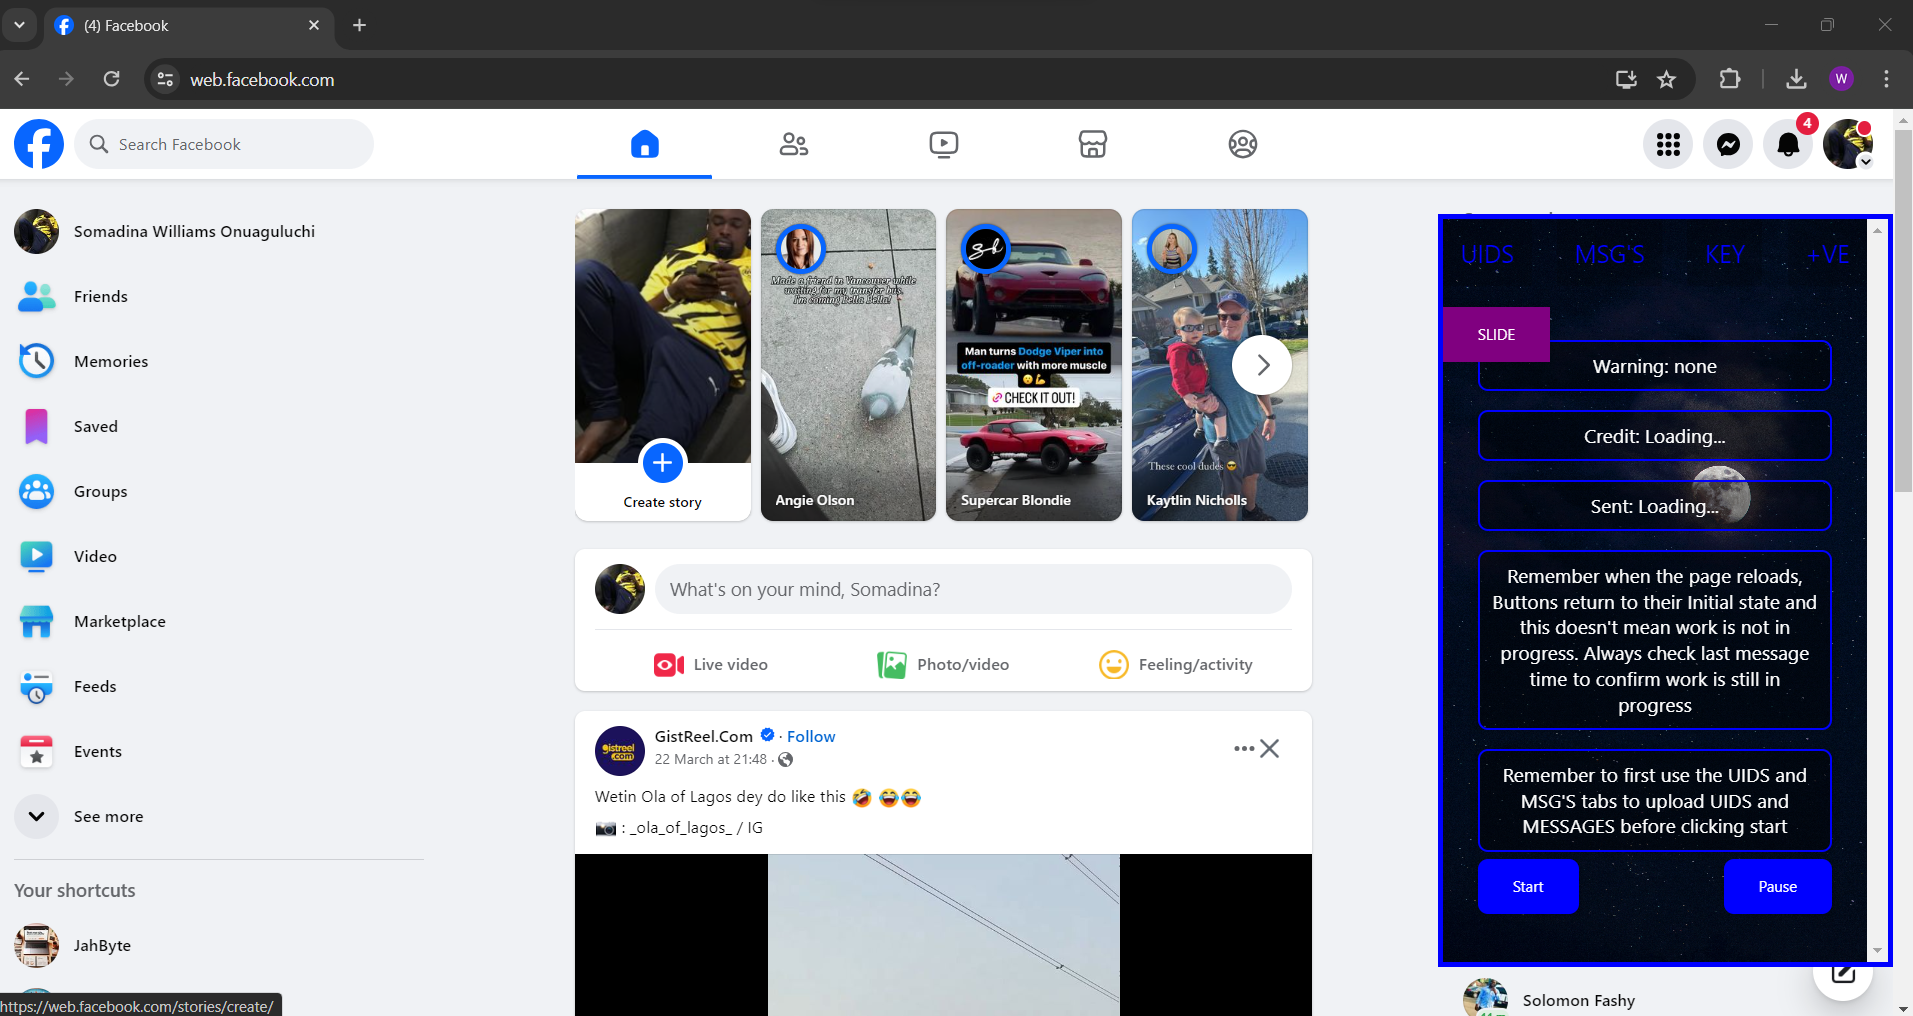 (4) Facebook
web.facebook.com
W
Search Facebook
4
Somadina Williams Onuaguluchi
Friends
Memories
Saved
Groups
Video
Marketplace
Feeds
Events
See more
Your shortcuts
JahByte
https://web.facebook.com/stories/create/
Create story
Made a friend in Vancouver while
waiting for my transfer bus.
I'm coming Bella Bella!
Angie Olson
Man turns Dodge Viper into
off-roader with more muscle
😮💪
CHECK IT OUT!
Supercar Blondie
These cool dudes 😎
Kaytlin Nicholls
What's on your mind, Somadina?
Live video
Photo/video
Feeling/activity
gistreel
.com
GistReel.Com · Follow
22 March at 21:48 ·
Wetin Ola of Lagos dey do like this 🤣 😂😂
📷 : _ola_of_lagos_ / IG
UIDS MSG'S KEY +VE
SLIDE
Warning: none
Credit: Loading...
Sent: Loading...
Remember when the page reloads,
Buttons return to their Initial state and
this doesn't mean work is not in
progress. Always check last message
time to confirm work is still in
progress
Remember to first use the UIDS and
MSG'S tabs to upload UIDS and
MESSAGES before clicking start
Start Pause
Solomon Fashy